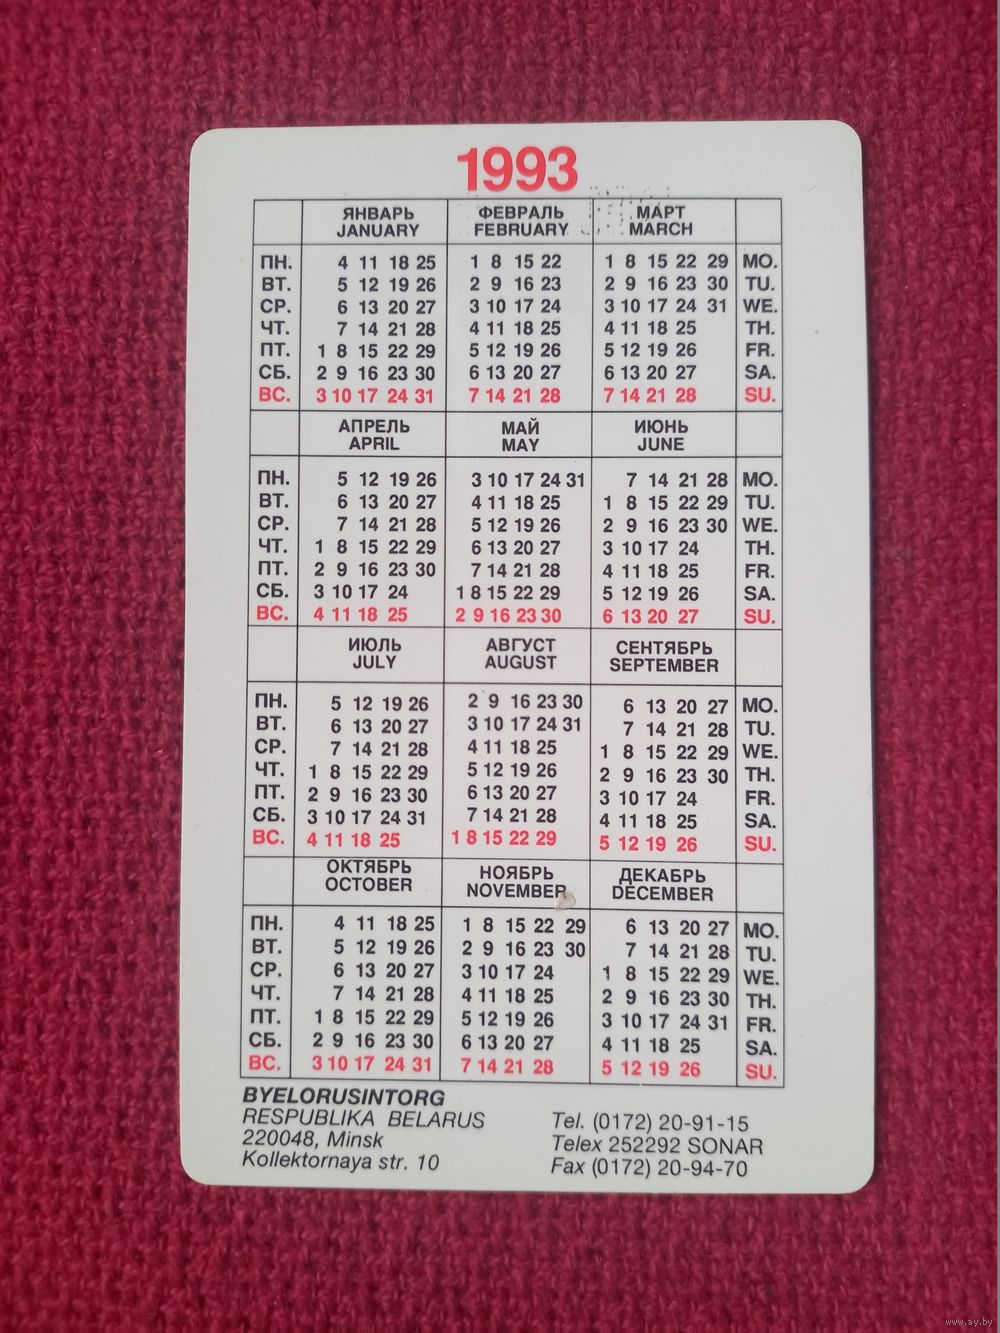 1993
ЯНВАРЬ ФЕВРАЛЬ МАРТ
JANUARY FEBRUARY MARCH
ПН. 4 11 18 25 1 8 15 22 1 8 15 22 29 MO.
ВТ. 5 12 19 26 2 9 16 23 2 9 16 23 30 TU.
СР. 6 13 20 27 3 10 17 24 3 10 17 24 31 WE.
ЧТ. 7 14 21 28 4 11 18 25 4 11 18 25 TH.
ПТ. 1 8 15 22 29 5 12 19 26 5 12 19 26 FR.
СБ. 2 9 16 23 30 6 13 20 27 6 13 20 27 SA.
ВС. 3 10 17 24 31 7 14 21 28 7 14 21 28 SU.
АПРЕЛЬ МАЙ ИЮНЬ
APRIL MAY JUNE
ПН. 5 12 19 26 3 10 17 24 31 7 14 21 28 MO.
ВТ. 6 13 20 27 4 11 18 25 1 8 15 22 29 TU.
СР. 7 14 21 28 5 12 19 26 2 9 16 23 30 WE.
ЧТ. 1 8 15 22 29 6 13 20 27 3 10 17 24 TH.
ПТ. 2 9 16 23 30 7 14 21 28 4 11 18 25 FR.
СБ. 3 10 17 24 1 8 15 22 29 5 12 19 26 SA.
ВС. 4 11 18 25 2 9 16 23 30 6 13 20 27 SU.
ИЮЛЬ АВГУСТ СЕНТЯБРЬ
JULY AUGUST SEPTEMBER
ПН. 5 12 19 26 2 9 16 23 30 6 13 20 27 MO.
ВТ. 6 13 20 27 3 10 17 24 31 7 14 21 28 TU.
СР. 7 14 21 28 4 11 18 25 1 8 15 22 29 WE.
ЧТ. 1 8 15 22 29 5 12 19 26 2 9 16 23 30 TH.
ПТ. 2 9 16 23 30 6 13 20 27 3 10 17 24 FR.
СБ. 3 10 17 24 31 7 14 21 28 4 11 18 25 SA.
ВС. 4 11 18 25 1 8 15 22 29 5 12 19 26 SU.
ОКТЯБРЬ НОЯБРЬ ДЕКАБРЬ
OCTOBER NOVEMBER DECEMBER
ПН. 4 11 18 25 1 8 15 22 29 6 13 20 27 MO.
ВТ. 5 12 19 26 2 9 16 23 30 7 14 21 28 TU.
СР. 6 13 20 27 3 10 17 24 1 8 15 22 29 WE.
ЧТ. 7 14 21 28 4 11 18 25 2 9 16 23 30 TH.
ПТ. 1 8 15 22 29 5 12 19 26 3 10 17 24 31 FR.
СБ. 2 9 16 23 30 6 13 20 27 4 11 18 25 SA.
ВС. 3 10 17 24 31 7 14 21 28 5 12 19 26 SU.
BYELORUSINTORG
RESPUBLIKA BELARUS
220048, Minsk
Kollektornaya str. 10
Tel. (0172) 20-91-15
Telex 252292 SONAR
Fax (0172) 20-94-70
www.ay.by